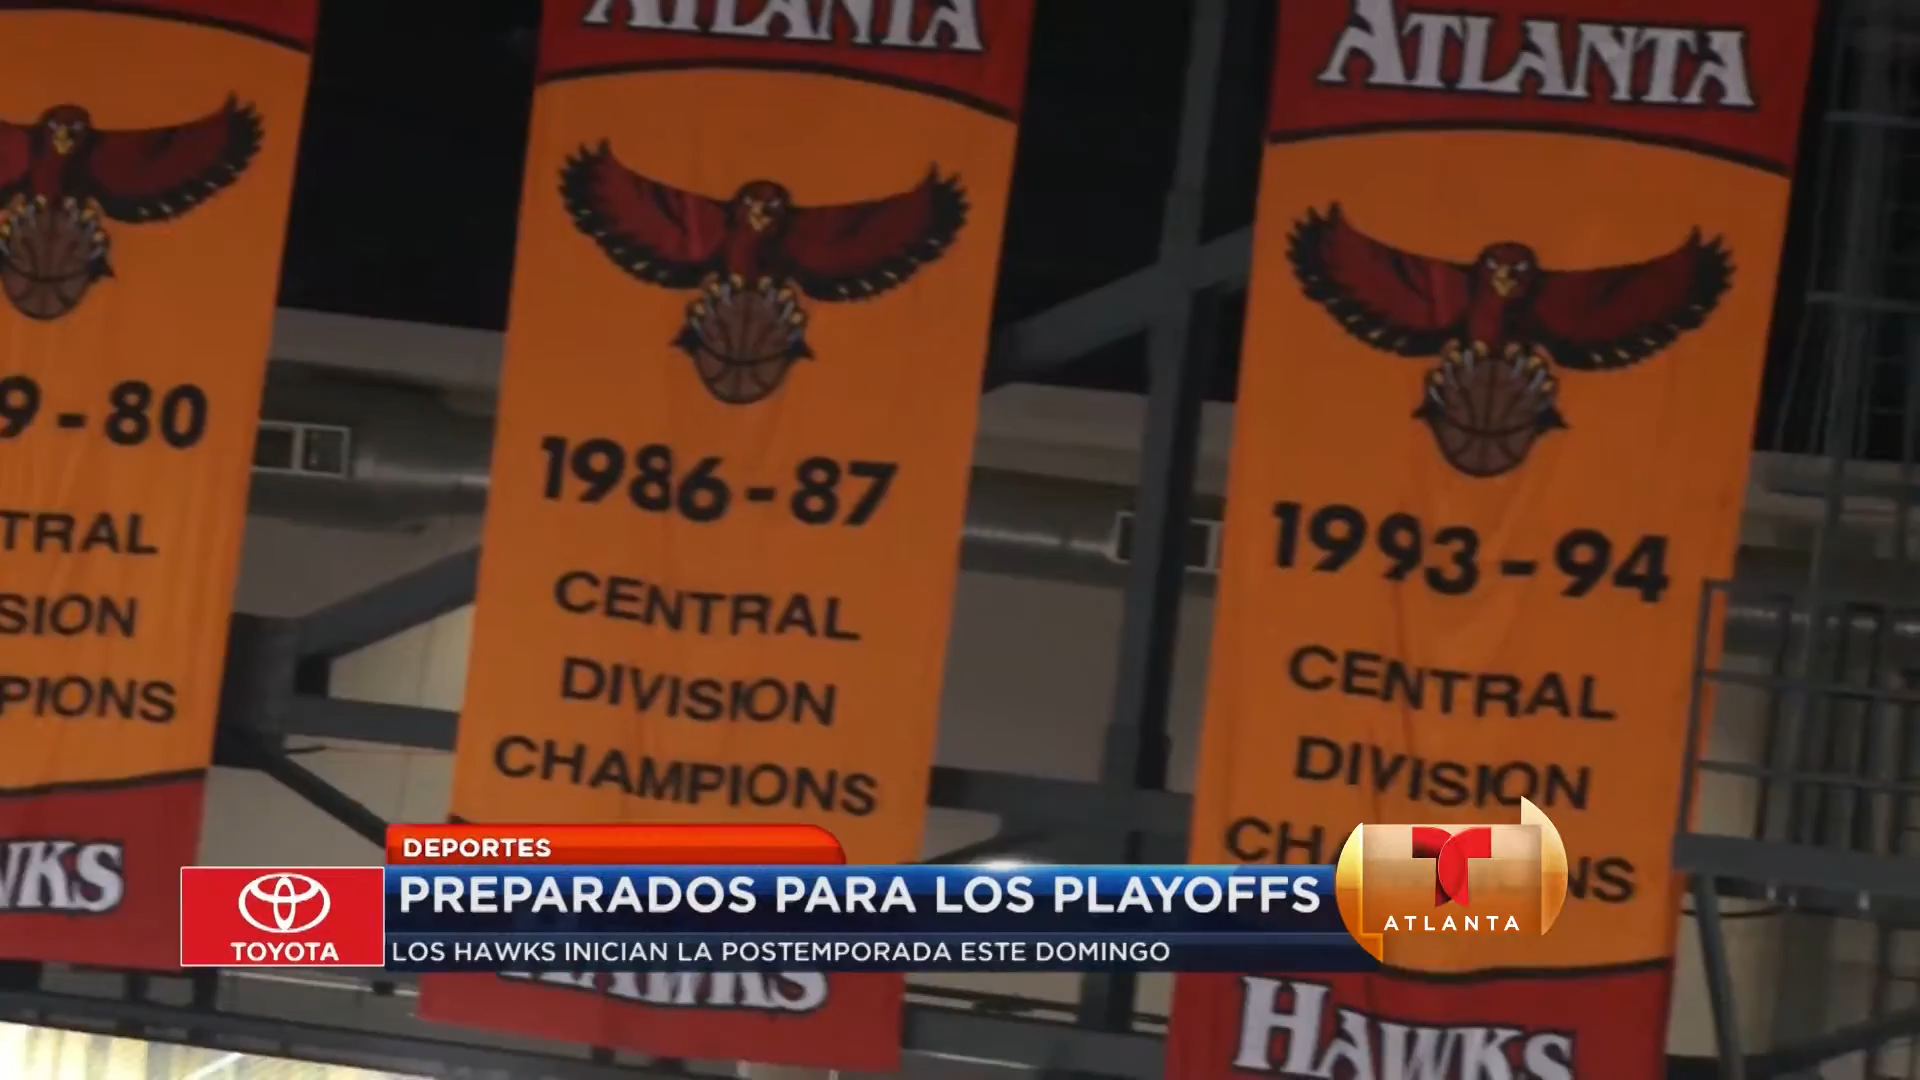 9-80
TRAL
SION
PIONS
WKS
ATLANTA
1986-87
CENTRAL
DIVISION
CHAMPIONS
HAWKS
ATLANTA
1993-94
CENTRAL
DIVISION
HAWKS
DEPORTES
TOYOTA
PREPARADOS PARA LOS PLAYOFFS
LOS HAWKS INICIAN LA POSTEMPORADA ESTE DOMINGO
ATLANTA